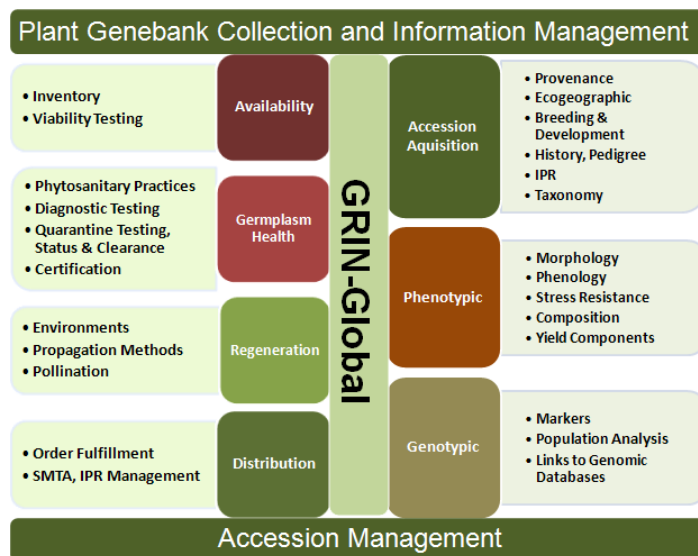 Plant Genebank Collection and Information Management
• Inventory
• Viability Testing
Availability
• Phytosanitary Practices
• Diagnostic Testing
• Quarantine Testing,
Status & Clearance
• Certification
Germplasm
Health
• Environments
• Propagation Methods
• Pollination
Regeneration
• Order Fulfillment
• SMTA, IPR Management
Distribution
GRIN-Global
Accession
Aquisition
• Provenance
• Ecogeographic
• Breeding &
Development
• History, Pedigree
• IPR
• Taxonomy
Phenotypic
• Morphology
• Phenology
• Stress Resistance
• Composition
• Yield Components
Genotypic
• Markers
• Population Analysis
• Links to Genomic
Databases
Accession Management